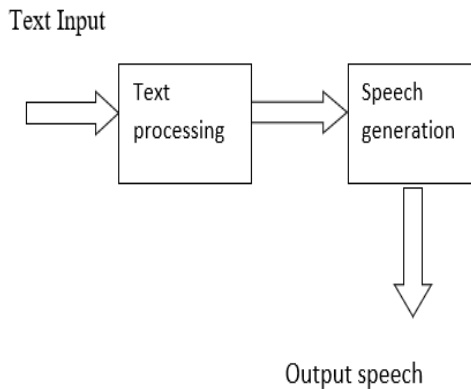 Text Input
Text
processing
Speech
generation
Output speech